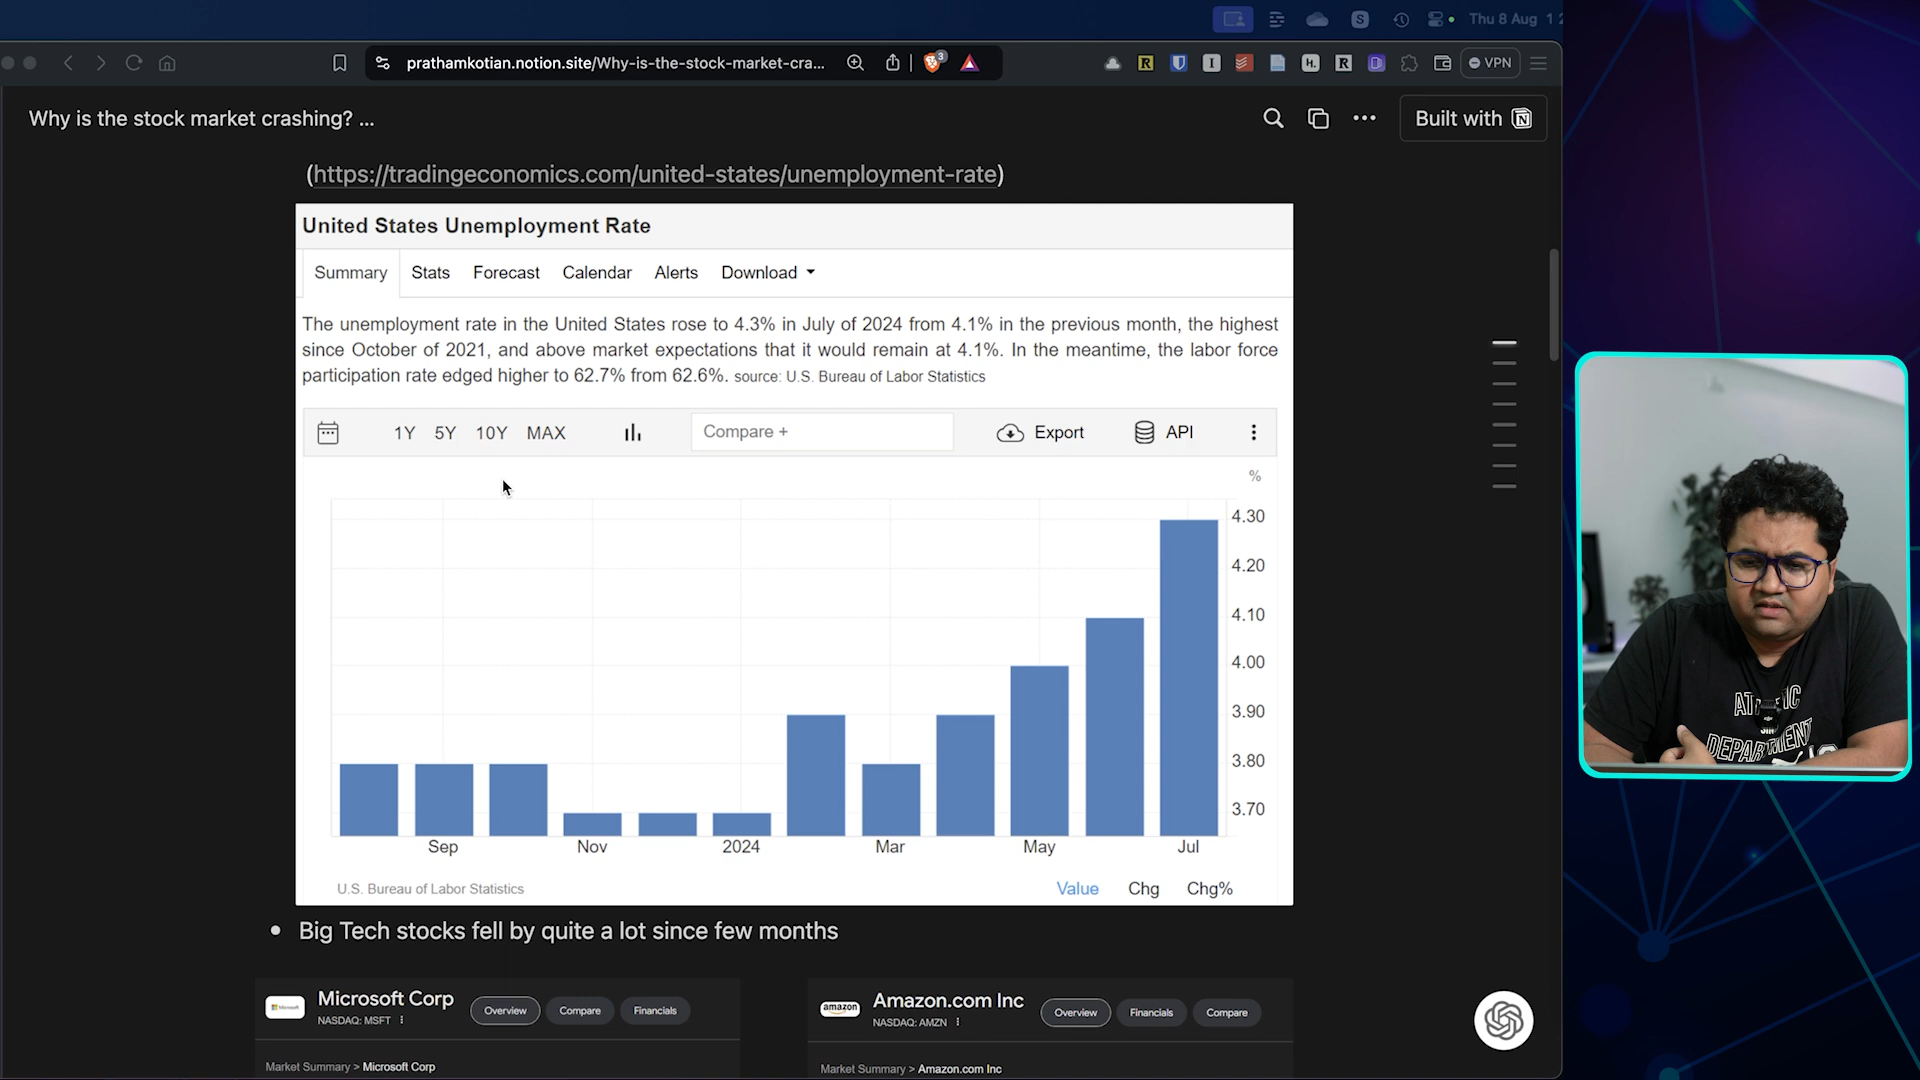 Thu 8 Aug 1
prathamkotian.notion.site/Why-is-the-stock-market-cra...
3
VPN
Why is the stock market crashing? ...
Built with
(https://tradingeconomics.com/united-states/unemployment-rate)
United States Unemployment Rate
Summary Stats Forecast Calendar Alerts Download
The unemployment rate in the United States rose to 4.3% in July of 2024 from 4.1% in the previous month, the highest
since October of 2021, and above market expectations that it would remain at 4.1%. In the meantime, the labor force
participation rate edged higher to 62.7% from 62.6%. source: U.S. Bureau of Labor Statistics
1Y 5Y 10Y MAX Compare + Export API
%
4.30
4.20
4.10
4.00
3.90
3.80
3.70
Sep Nov 2024 Mar May Jul
U.S. Bureau of Labor Statistics
Value Chg Chg%
• Big Tech stocks fell by quite a lot since few months
Microsoft Corp
NASDAQ: MSFT
Overview Compare Financials
Market Summary > Microsoft Corp
amazon
Amazon.com Inc
NASDAQ: AMZN
Overview Financials Compare
Market Summary > Amazon.com Inc